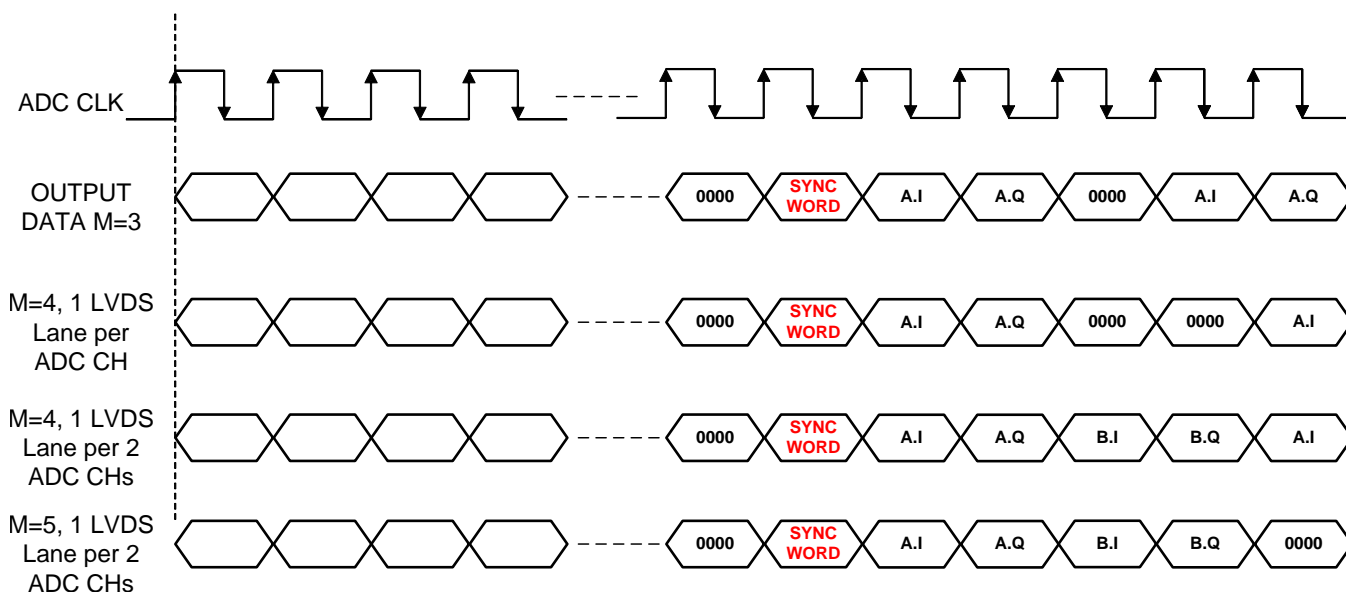 ADC CLK
OUTPUT
DATA M=3
0000
SYNC
WORD
A.I
A.Q
0000
A.I
A.Q
M=4, 1 LVDS
Lane per
ADC CH
0000
SYNC
WORD
A.I
A.Q
0000
0000
A.I
M=4, 1 LVDS
Lane per 2
ADC CHs
0000
SYNC
WORD
A.I
A.Q
B.I
B.Q
A.I
M=5, 1 LVDS
Lane per 2
ADC CHs
0000
SYNC
WORD
A.I
A.Q
B.I
B.Q
0000